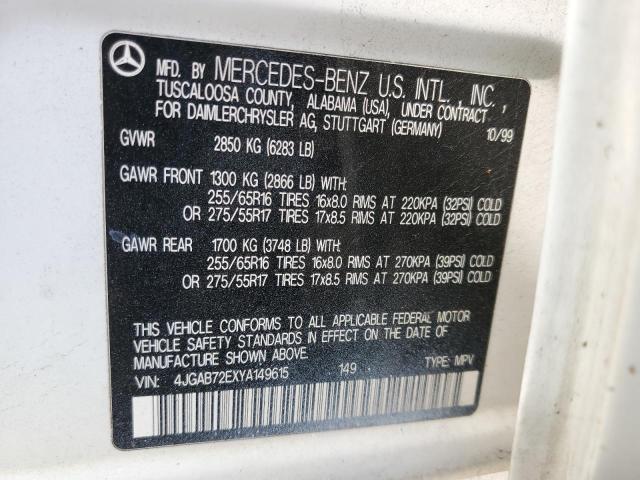 MFD. BY MERCEDES-BENZ U.S. INTL., INC.,
TUSCALOOSA COUNTY, ALABAMA (USA), UNDER CONTRACT
FOR DAIMLERCHRYSLER AG, STUTTGART (GERMANY) 10/99
GVWR 2850 KG (6283 LB)
GAWR FRONT 1300 KG (2866 LB) WITH:
255/65R16 TIRES 16x8.0 RIMS AT 220KPA (32PSI) COLD
OR 275/55R17 TIRES 17x8.5 RIMS AT 220KPA (32PSI) COLD
GAWR REAR 1700 KG (3748 LB) WITH:
255/65R16 TIRES 16x8.0 RIMS AT 270KPA (39PSI) COLD
OR 275/55R17 TIRES 17x8.5 RIMS AT 270KPA (39PSI) COLD
THIS VEHICLE CONFORMS TO ALL APPLICABLE FEDERAL MOTOR
VEHICLE SAFETY STANDARDS IN EFFECT ON THE DATE OF
MANUFACTURE SHOWN ABOVE.
VIN: 4JGAB72EXYA149615 149 TYPE: MPV